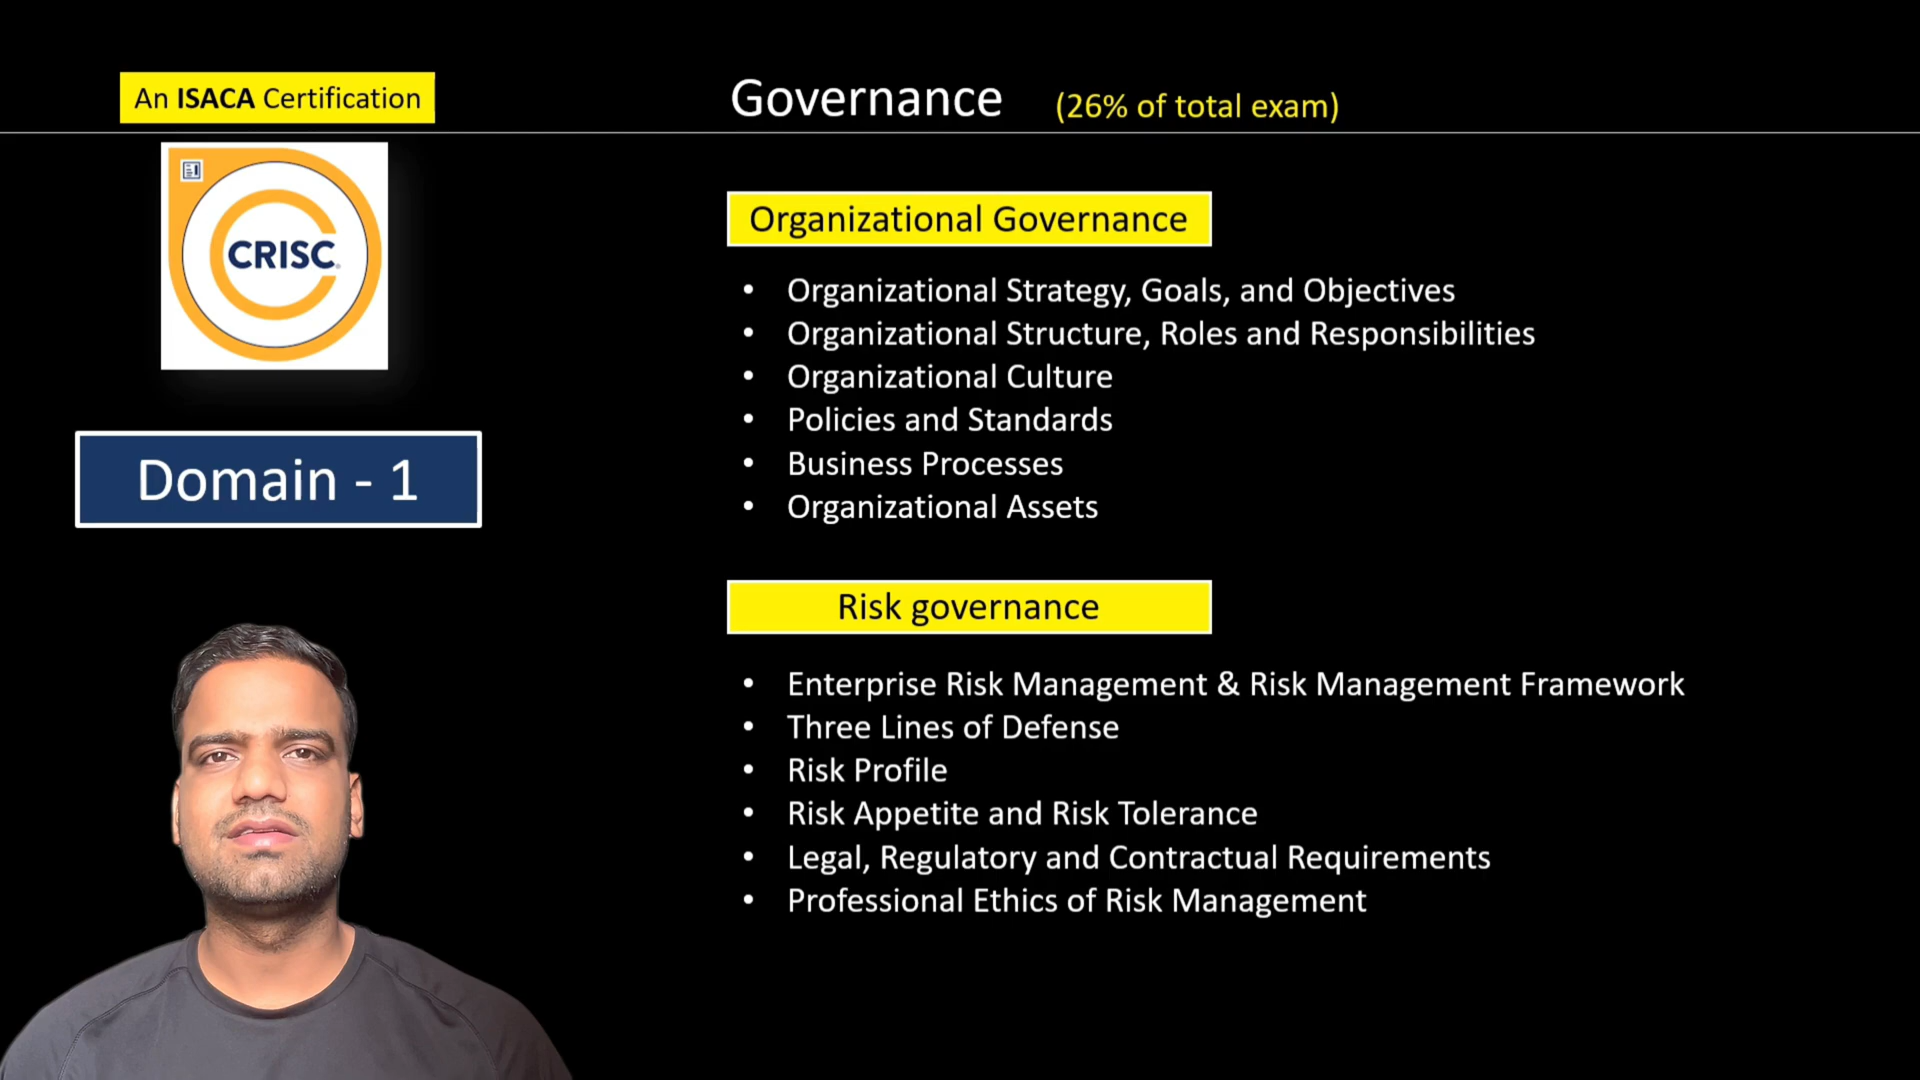 An ISACA Certification
Governance (26% of total exam)
CRISC®
Domain - 1
Organizational Governance
• Organizational Strategy, Goals, and Objectives
• Organizational Structure, Roles and Responsibilities
• Organizational Culture
• Policies and Standards
• Business Processes
• Organizational Assets
Risk governance
• Enterprise Risk Management & Risk Management Framework
• Three Lines of Defense
• Risk Profile
• Risk Appetite and Risk Tolerance
• Legal, Regulatory and Contractual Requirements
• Professional Ethics of Risk Management